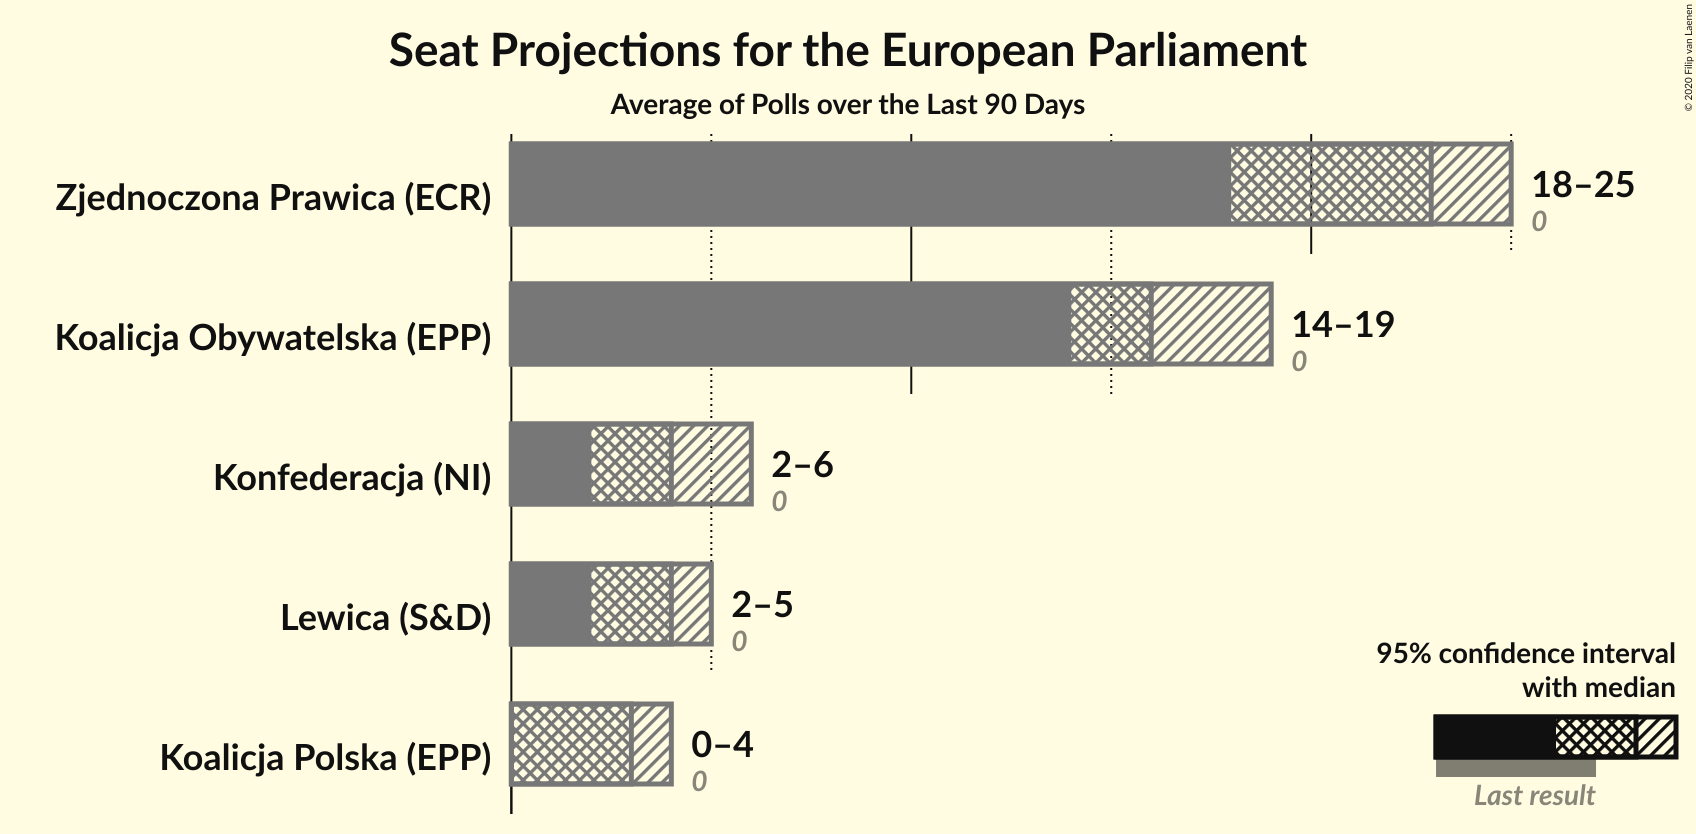 Seat Projections for the European Parliament
Average of Polls over the Last 90 Days
© 2020 Filip van Laenen
Zjednoczona Prawica (ECR)
18–25
0
Koalicja Obywatelska (EPP)
14–19
0
Konfederacja (NI)
2–6
0
Lewica (S&D)
2–5
0
Koalicja Polska (EPP)
0–4
0
95% confidence interval
with median
Last result